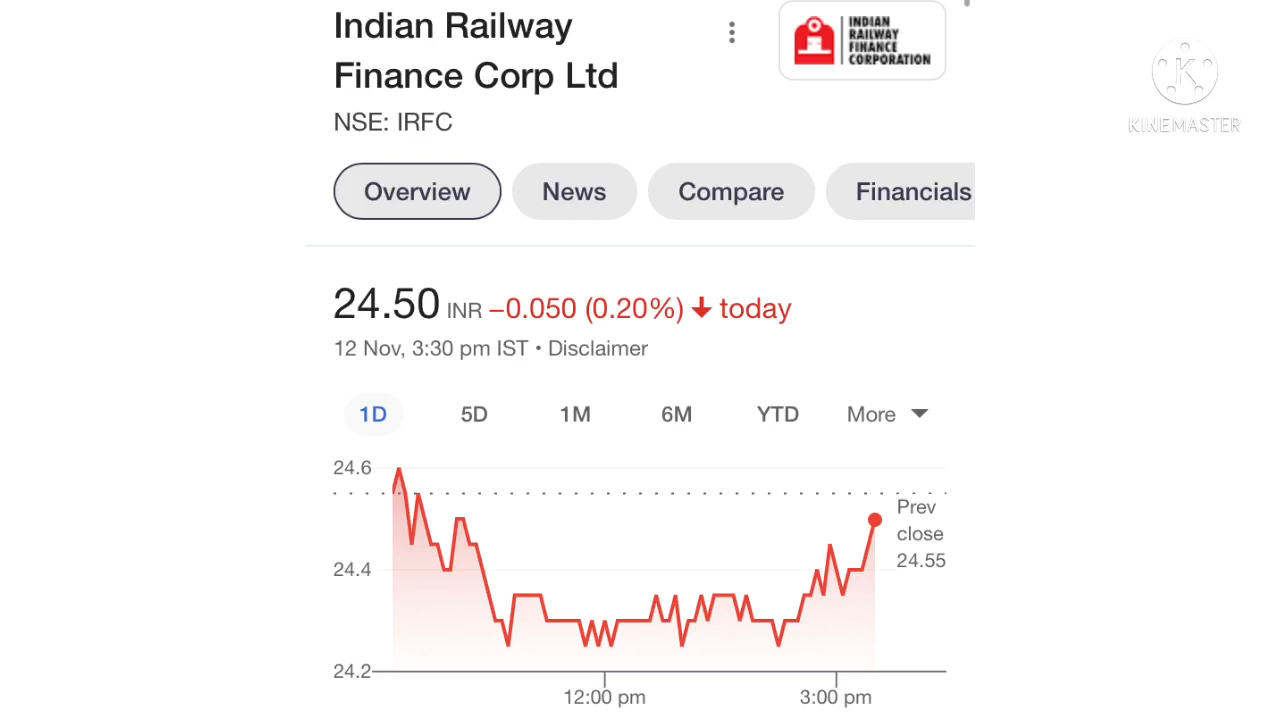 Indian Railway
Finance Corp Ltd
NSE: IRFC
INDIAN
RAILWAY
FINANCE
CORPORATION
K
KINEMASTER
Overview News Compare Financials
24.50 INR −0.050 (0.20%) ↓ today
12 Nov, 3:30 pm IST • Disclaimer
1D 5D 1M 6M YTD More
24.6
Prev
close
24.55
24.4
24.2
12:00 pm 3:00 pm